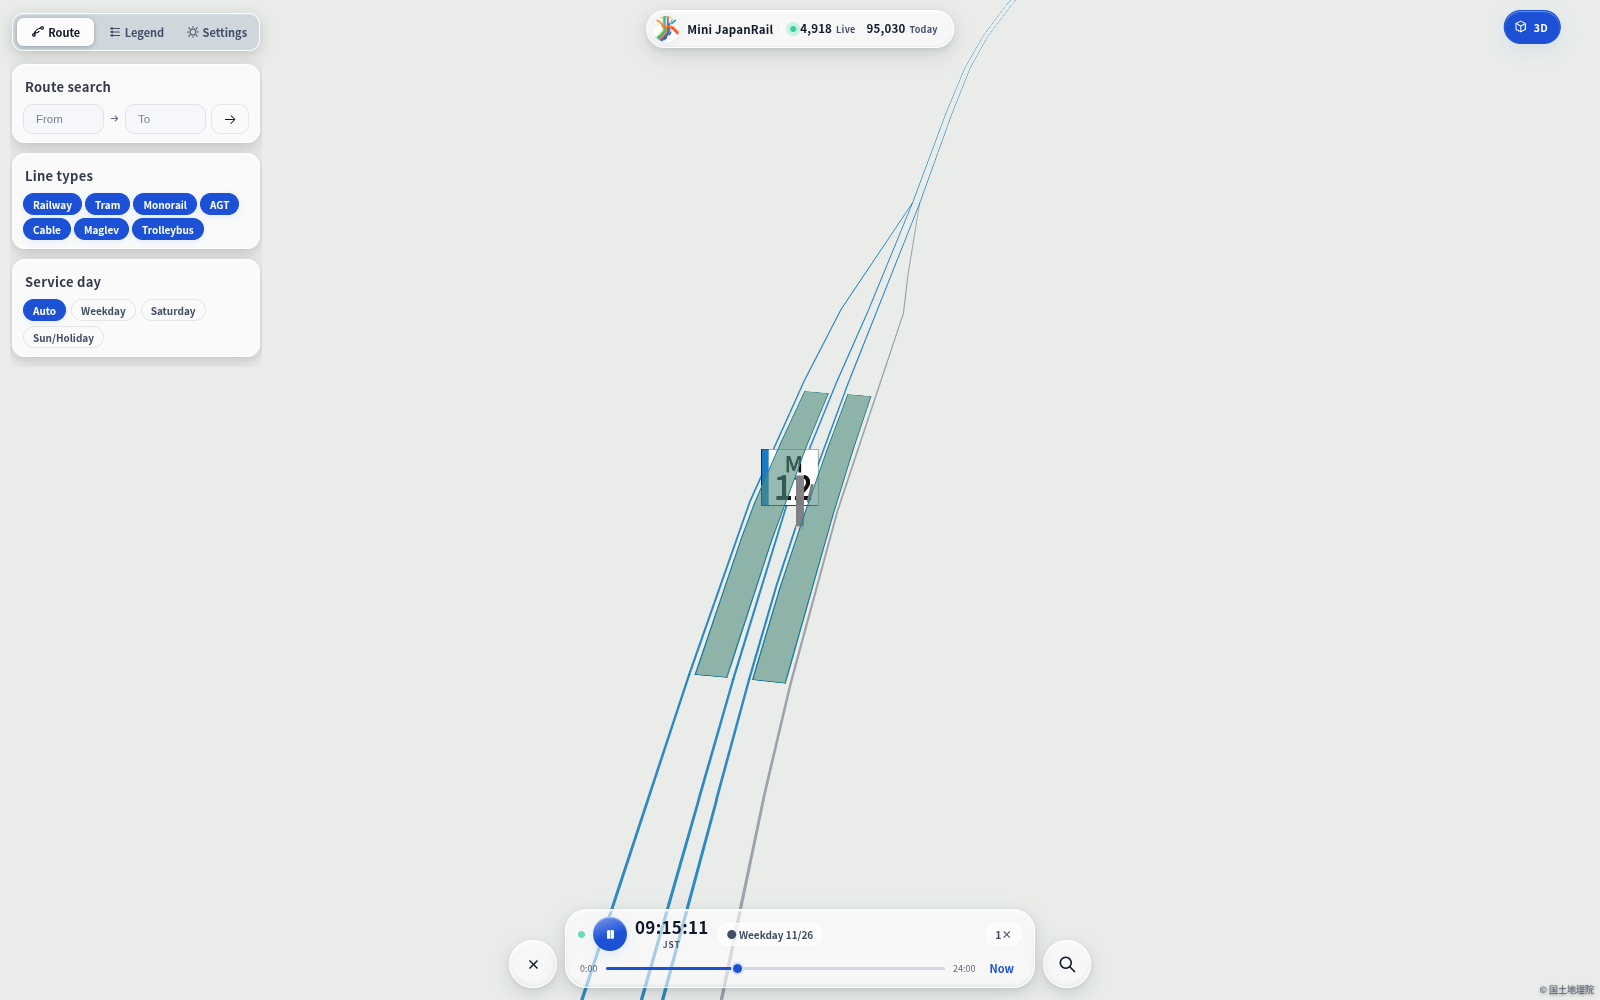 Route
Legend
Settings
Mini JapanRail
4,918 Live
95,030 Today
3D
Route search
From → To →
Line types
Railway
Tram
Monorail
AGT
Cable
Maglev
Trolleybus
Service day
Auto
Weekday
Saturday
Sun/Holiday
M
12
09:15:11
JST
Weekday 11/26
1×
0:00
24:00
Now
© 国土地理院